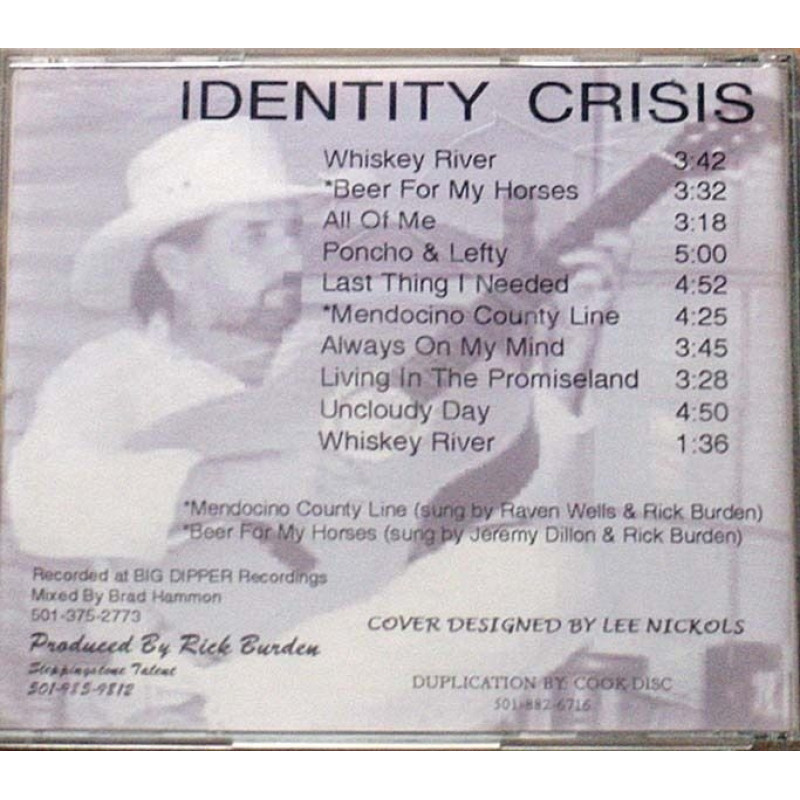 IDENTITY CRISIS
Whiskey River 3:42
*Beer For My Horses 3:32
All Of Me 3:18
Poncho & Lefty 5:00
Last Thing I Needed 4:52
*Mendocino County Line 4:25
Always On My Mind 3:45
Living In The Promiseland 3:28
Uncloudy Day 4:50
Whiskey River 1:36
*Mendocino County Line (sung by Raven Wells & Rick Burden)
*Beer For My Horses (sung by Jeremy Dillon & Rick Burden)
Recorded at BIG DIPPER Recordings
Mixed By Brad Hammon
501-375-2773
Produced By Rick Burden
Steppingstone Talent
501-985-9812
COVER DESIGNED BY LEE NICKOLS
DUPLICATION BY: COOK DISC
501-882-6716